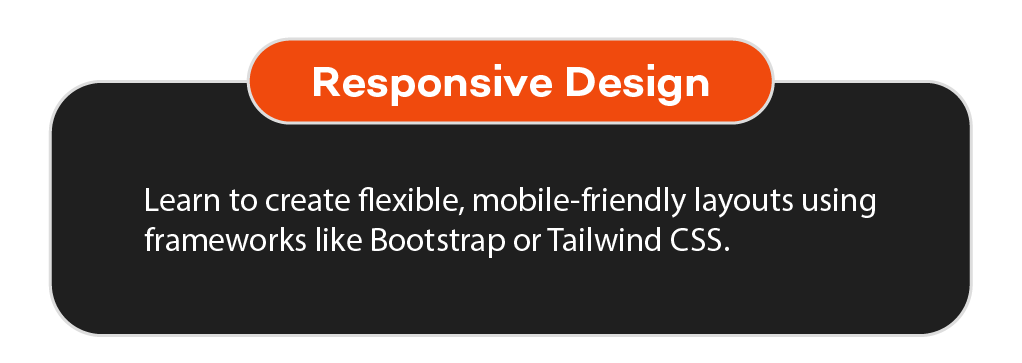 Responsive Design
Learn to create flexible, mobile-friendly layouts using
frameworks like Bootstrap or Tailwind CSS.